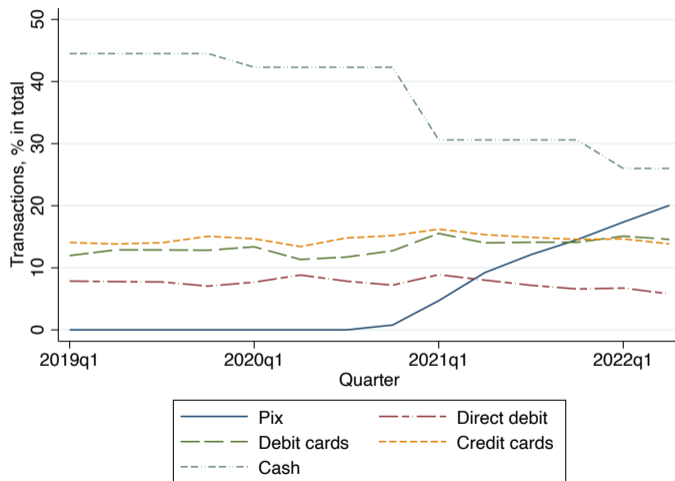 50
40
30
20
10
0
Transactions, % in total
2019q1 2020q1 2021q1 2022q1
Quarter
Pix Direct debit
Debit cards Credit cards
Cash